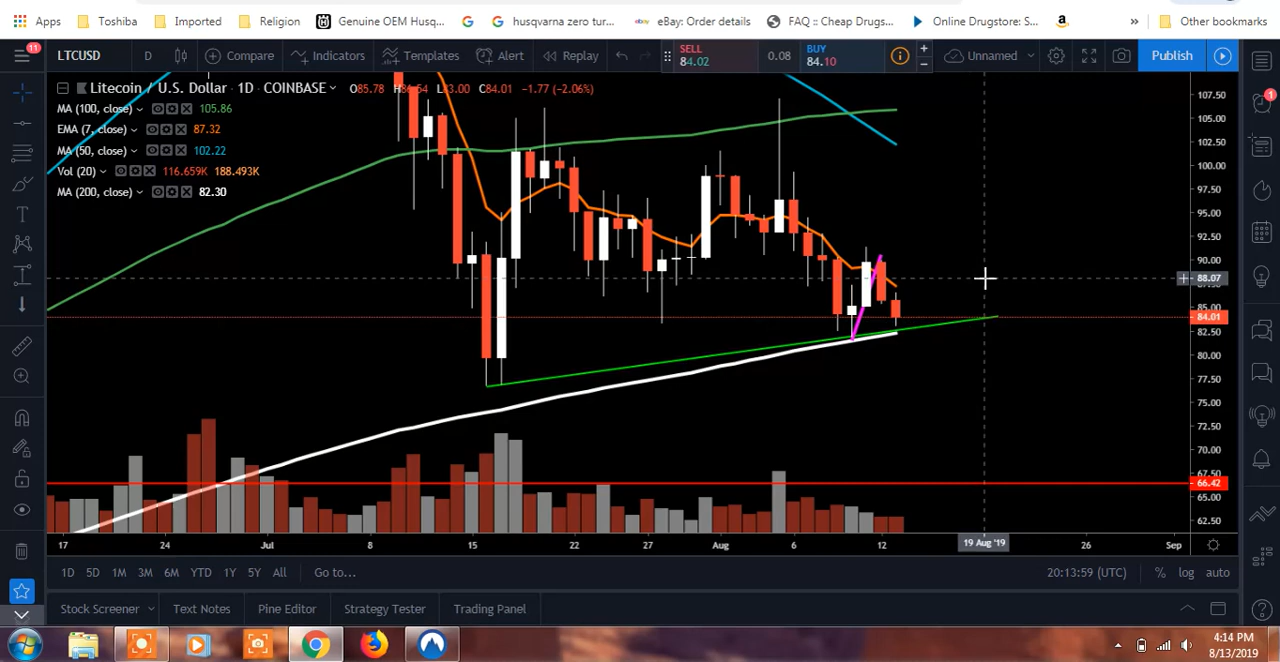 Apps Toshiba Imported Religion Genuine OEM Husq... husqvarna zero tur... eBay: Order details FAQ :: Cheap Drugs... Online Drugstore: S... » Other bookmarks
11 LTCUSD D Compare Indicators Templates Alert Replay SELL 84.02 0.08 BUY 84.10 Unnamed Publish
Litecoin / U.S. Dollar · 1D · COINBASE O85.78 C84.01 -1.77 (-2.06%)
MA (100, close) 105.86
EMA (7, close) 87.32
MA (50, close) 102.22
Vol (20) 116.659K 188.493K
MA (200, close) 82.30
107.50
105.00
102.50
100.00
97.50
95.00
92.50
90.00
88.07
85.00
84.01
82.50
80.00
77.50
75.00
72.50
70.00
67.50
66.42
65.00
62.50
17 24 Jul 8 15 22 27 Aug 6 12 19 Aug '19 26 Sep
1D 5D 1M 3M 6M YTD 1Y 5Y All Go to... 20:13:59 (UTC) % log auto
Stock Screener Text Notes Pine Editor Strategy Tester Trading Panel
4:14 PM
8/13/2019
1